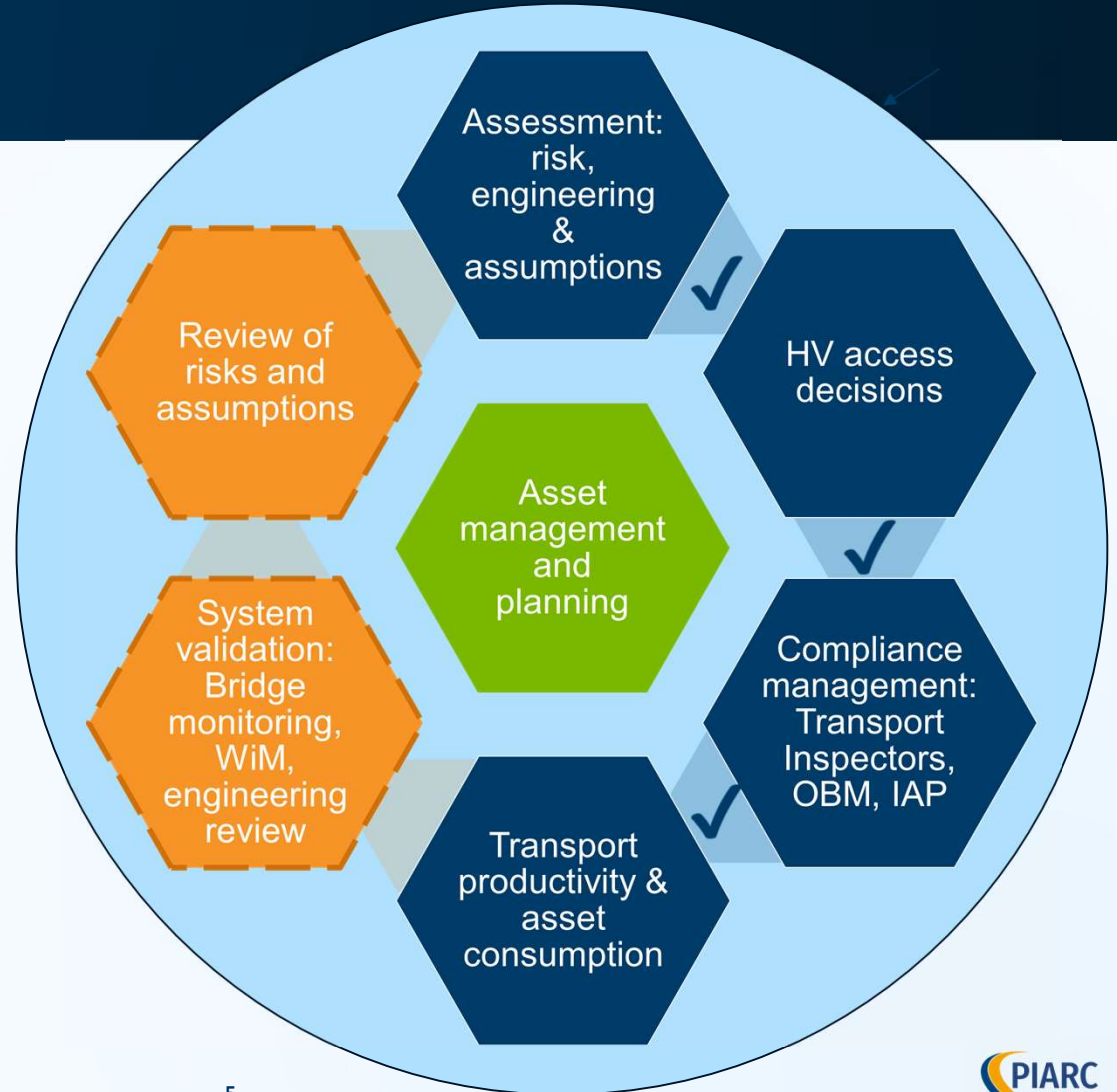 Assessment:
risk,
engineering
&
assumptions
HV access
decisions
Compliance
management:
Transport
Inspectors,
OBM, IAP
Transport
productivity &
asset
consumption
System
validation:
Bridge
monitoring,
WiM,
engineering
review
Review of
risks and
assumptions
Asset
management
and
planning
5
PIARC